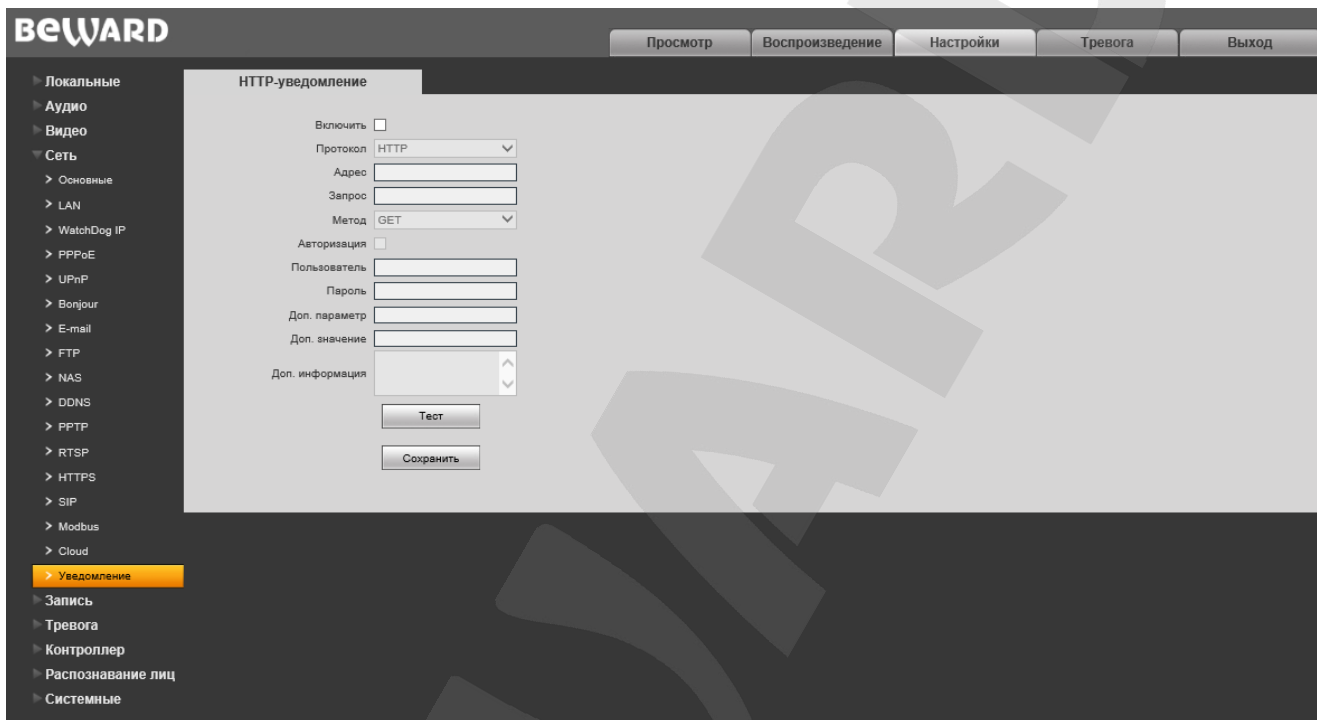 BEWARD
Просмотр
Воспроизведение
Настройки
Тревога
Выход
Локальные
Аудио
Видео
Сеть
Основные
LAN
WatchDog IP
PPPoE
UPnP
Bonjour
E-mail
FTP
NAS
DDNS
PPTP
RTSP
HTTPS
SIP
Modbus
Cloud
Уведомление
Запись
Тревога
Контроллер
Распознавание лиц
Системные
HTTP-уведомление
Включить
Протокол HTTP
Адрес
Запрос
Метод GET
Авторизация
Пользователь
Пароль
Доп. параметр
Доп. значение
Доп. информация
Тест
Сохранить